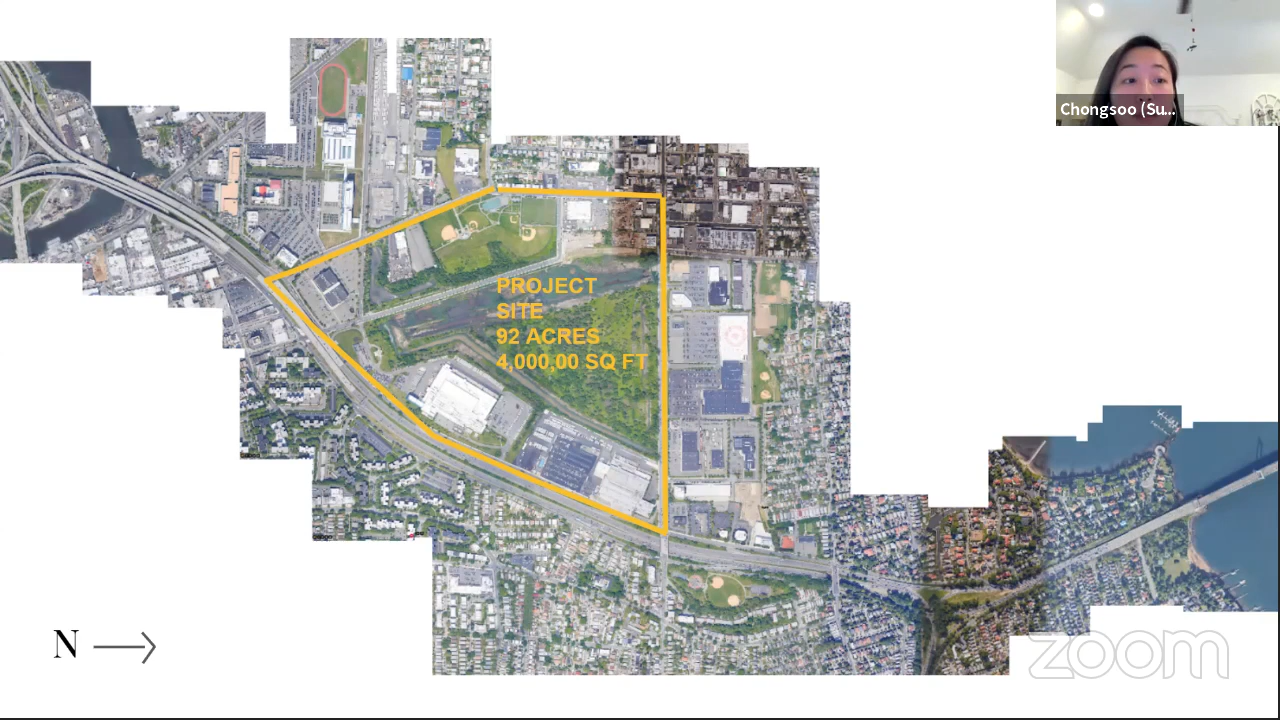 Chongsoo (Su...
PROJECT
SITE
92 ACRES
4,000,00 SQ FT
N
zoom